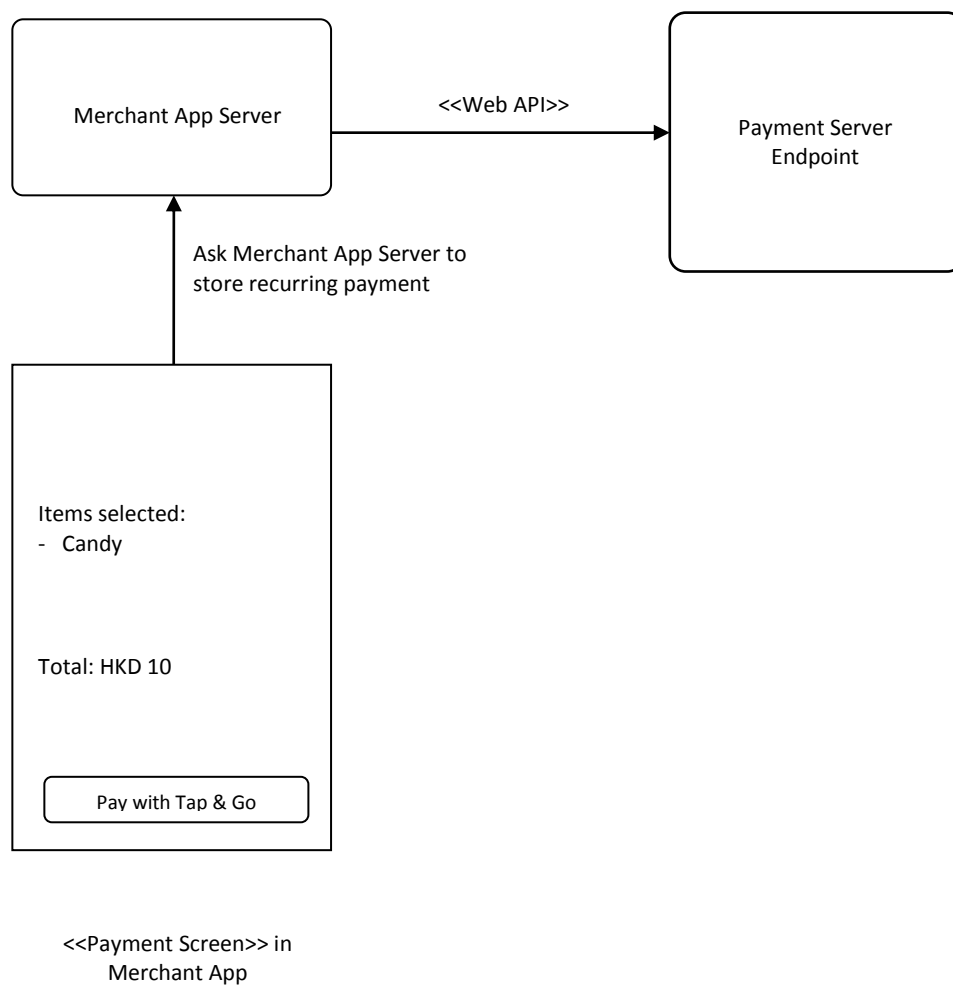 Merchant App Server
<<Web API>>
Payment Server
Endpoint
Ask Merchant App Server to
store recurring payment
Items selected:
- Candy
Total: HKD 10
Pay with Tap & Go
<<Payment Screen>> in
Merchant App